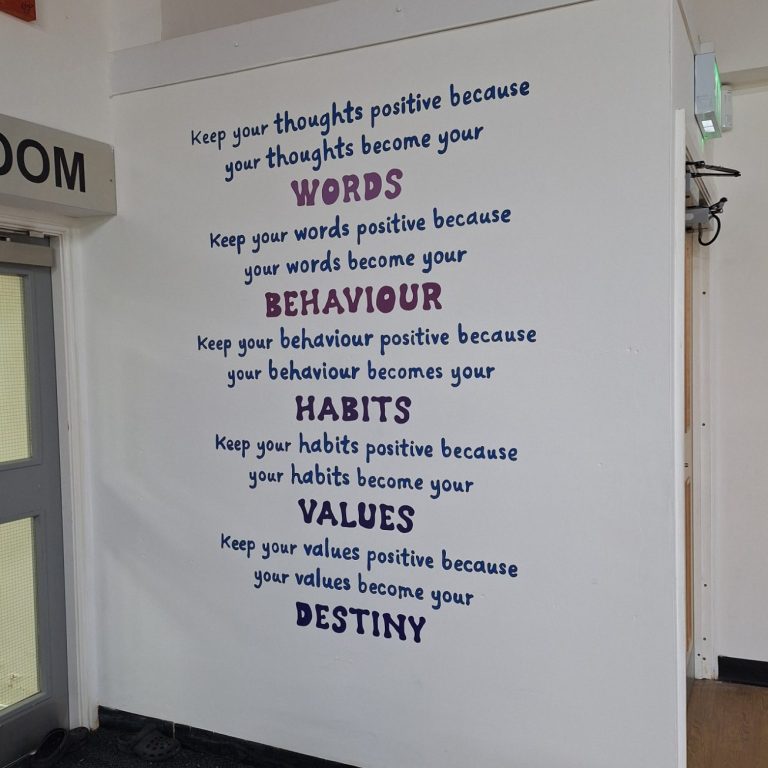 OOM
Keep your thoughts positive because
your thoughts become your
WORDS
Keep your words positive because
your words become your
BEHAVIOUR
Keep your behaviour positive because
your behaviour becomes your
HABITS
Keep your habits positive because
your habits become your
VALUES
Keep your values positive because
your values become your
DESTINY